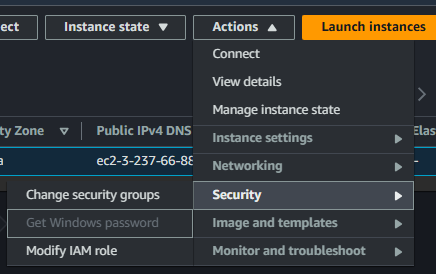 ect
Instance state
Actions
Launch instances
Connect
View details
Manage instance state
ty Zone
Public IPv4 DNS
Instance settings
Elas
a
ec2-3-237-66-88
Networking
Change security groups
Security
Get Windows password
Image and templates
Modify IAM role
Monitor and troubleshoot